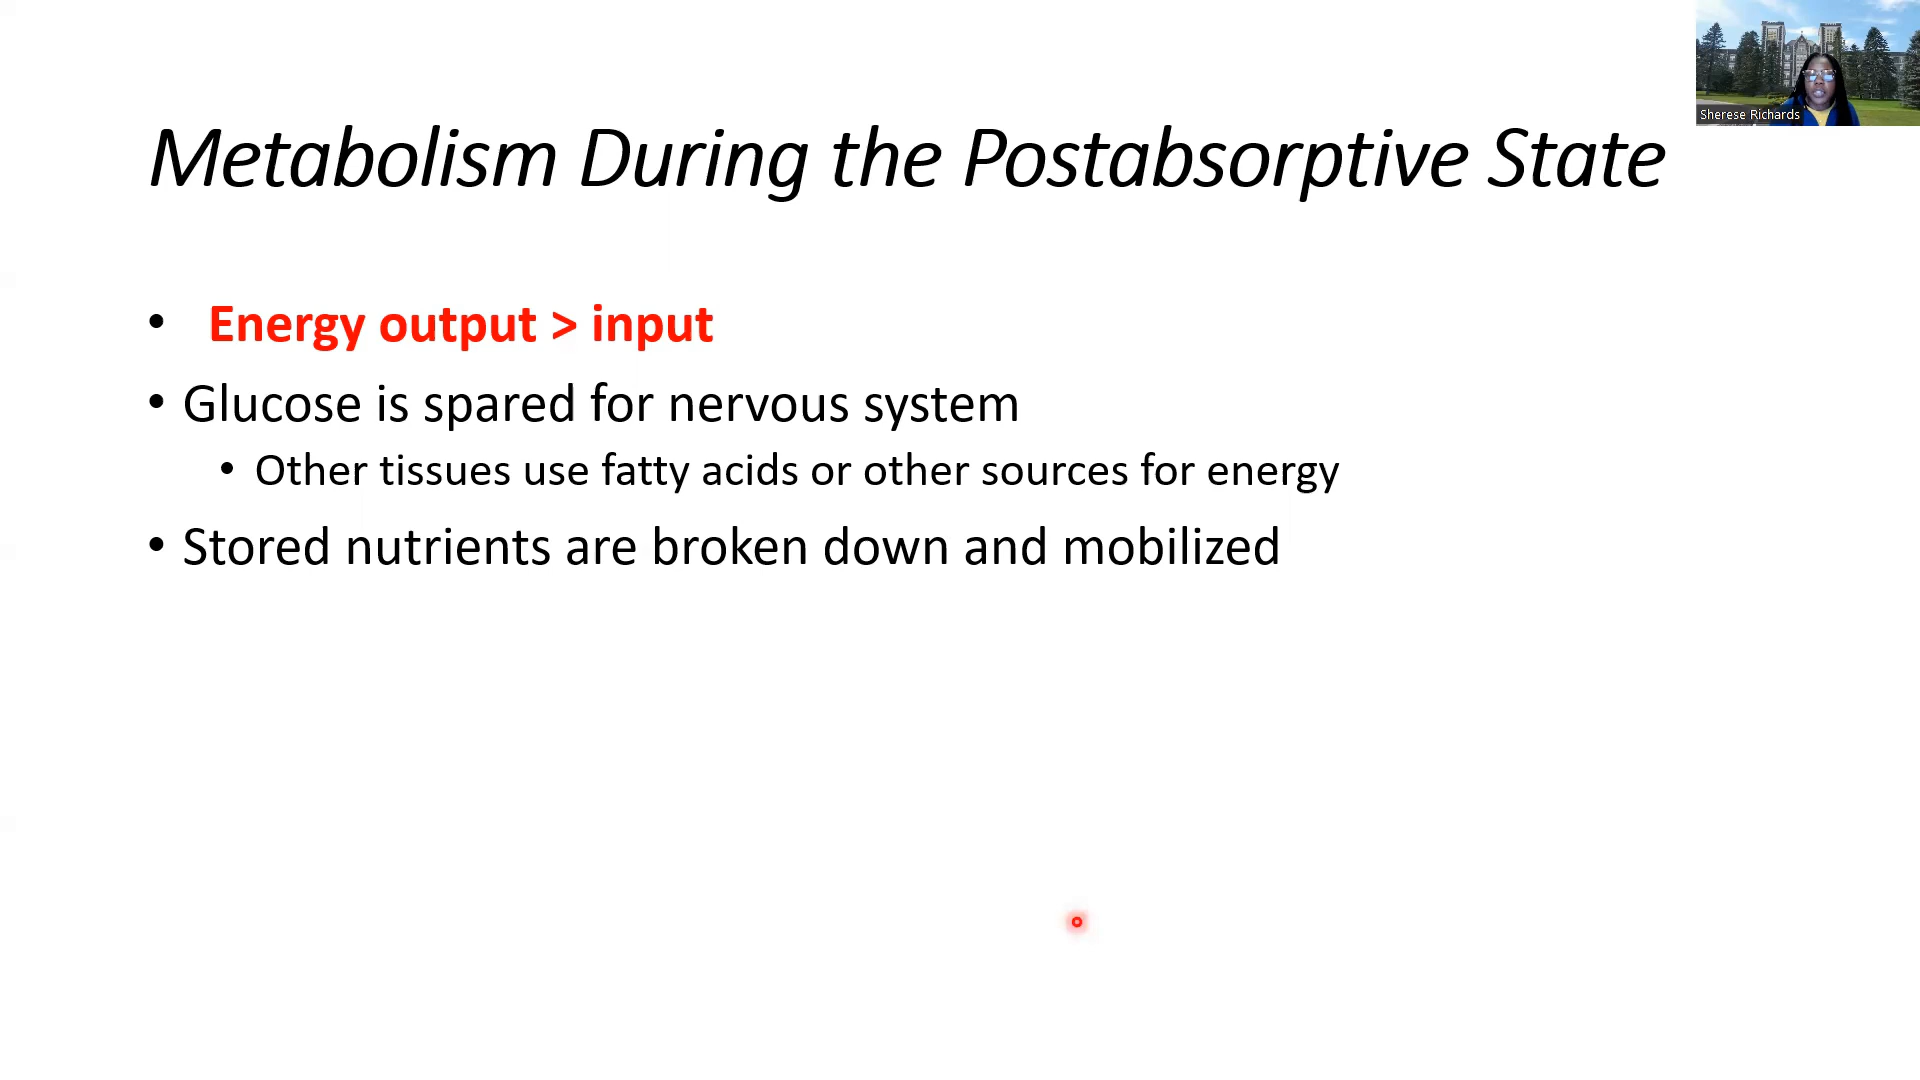 Sherese Richards
Metabolism During the Postabsorptive State
• Energy output > input
• Glucose is spared for nervous system
• Other tissues use fatty acids or other sources for energy
• Stored nutrients are broken down and mobilized